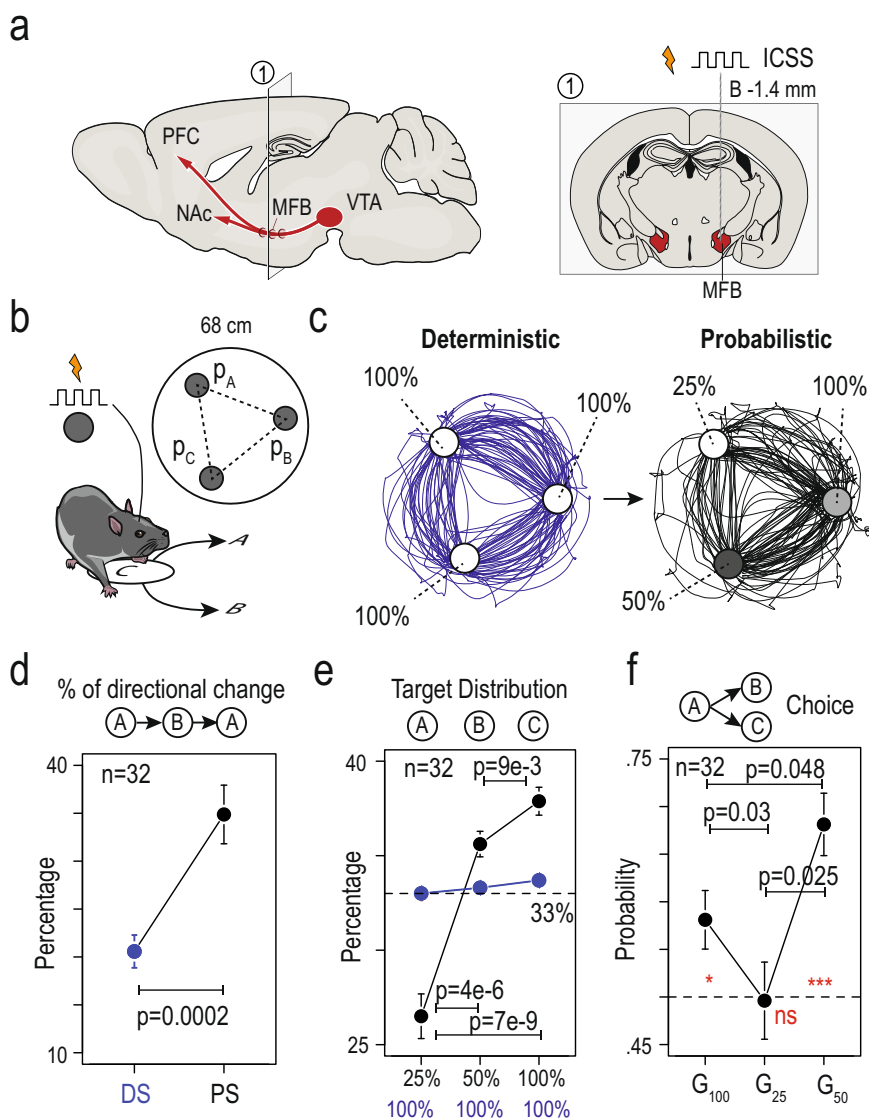 a
1
PFC
NAc
MFB
VTA
1
ICSS
B -1.4 mm
MFB
b
68 cm
pA
pB
pC
A
B
c
Deterministic
100%
100%
100%
Probabilistic
25%
100%
50%
d
% of directional change
A B A
40
n=32
Percentage
p=0.0002
10
DS PS
e
Target Distribution
A B C
40
n=32
p=9e-3
33%
Percentage
p=4e-6
p=7e-9
25
25% 50% 100%
100% 100% 100%
f
A B C Choice
.75
n=32
p=0.048
p=0.03
p=0.025
Probability
* ns ***
.45
G100 G25 G50